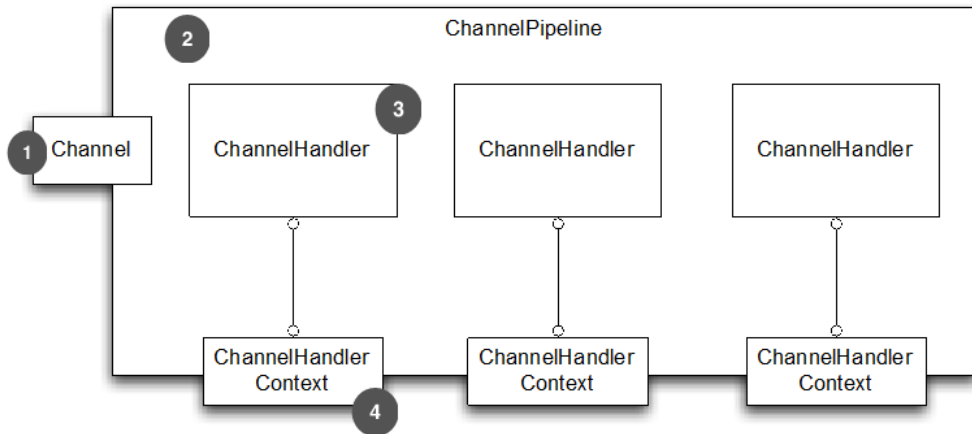 ChannelPipeline
2
3
1
Channel
ChannelHandler
ChannelHandler
ChannelHandler
ChannelHandler
Context
ChannelHandler
Context
ChannelHandler
Context
4